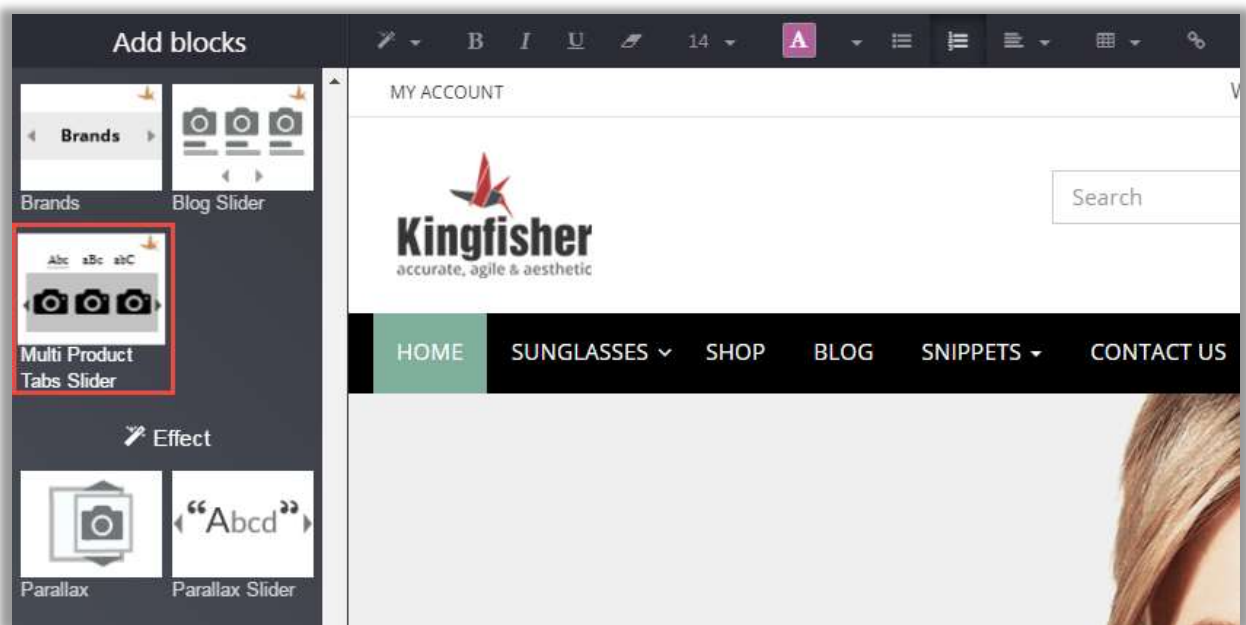 Add blocks
B I U 14 A
Brands
Brands
Blog Slider
Abc aBc abC
Multi Product
Tabs Slider
Effect
“Abcd”
Parallax
Parallax Slider
MY ACCOUNT
Kingfisher
accurate, agile & aesthetic
Search
HOME SUNGLASSES SHOP BLOG SNIPPETS CONTACT US